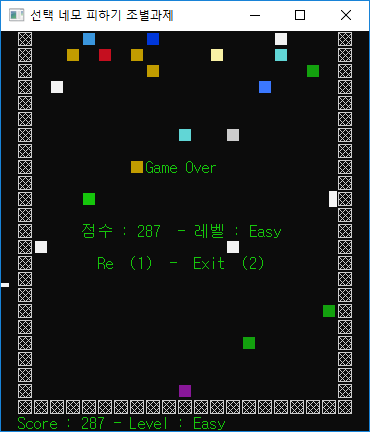 선택 네모 피하기 조별과제
Game Over
점수 : 287 - 레벨 : Easy
Re (1) - Exit (2)
Score : 287 - Level : Easy